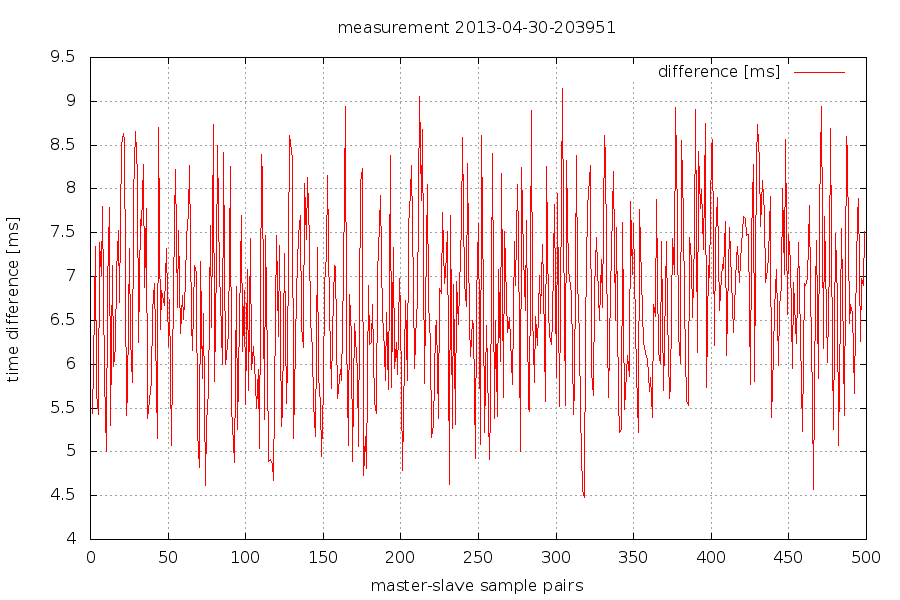 measurement 2013-04-30-203951
difference [ms]
time difference [ms]
9.5
9
8.5
8
7.5
7
6.5
6
5.5
5
4.5
4
0 50 100 150 200 250 300 350 400 450 500
master-slave sample pairs